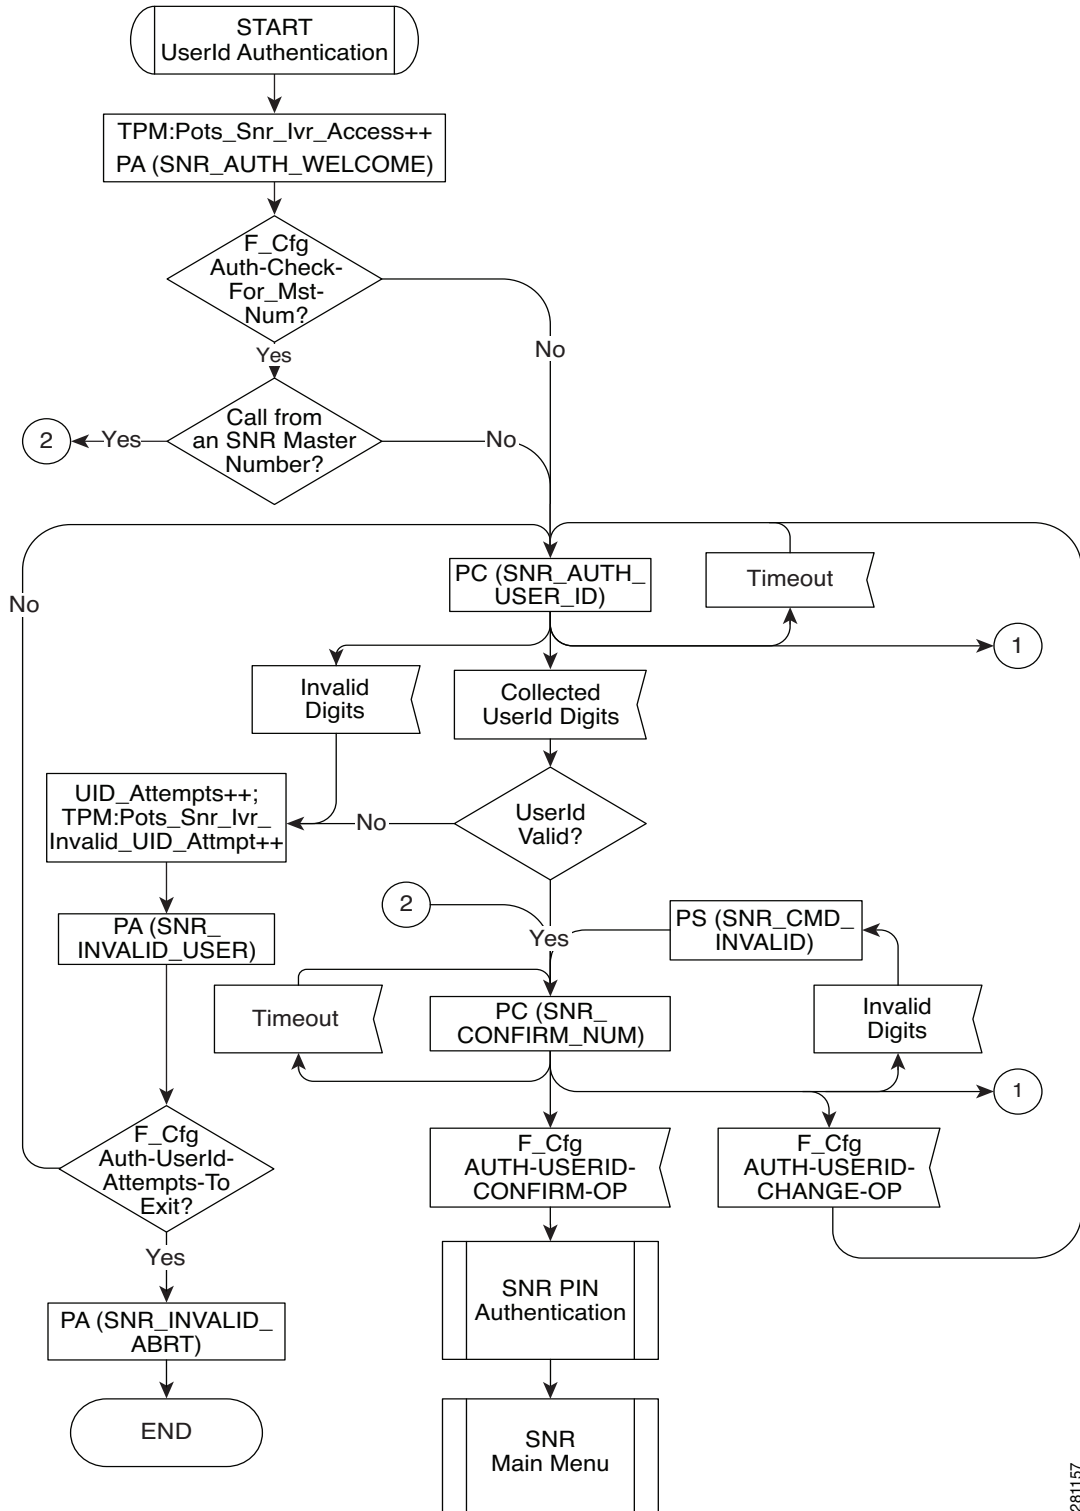 START
UserId Authentication
TPM:Pots_Snr_Ivr_Access++
PA (SNR_AUTH_WELCOME)
F_Cfg
Auth-Check-
For_Mst-
Num?
No
Yes
2
Yes
Call from
an SNR Master
Number?
No
No
PC (SNR_AUTH_
USER_ID)
Timeout
1
Invalid
Digits
Collected
UserId Digits
UID_Attempts++;
TPM:Pots_Snr_Ivr_
Invalid_UID_Attmpt++
No
UserId
Valid?
PA (SNR_
INVALID_USER)
2
Yes
PS (SNR_CMD_
INVALID)
Timeout
PC (SNR_
CONFIRM_NUM)
Invalid
Digits
1
F_Cfg
Auth-UserId-
Attempts-To
Exit?
F_Cfg
AUTH-USERID-
CONFIRM-OP
F_Cfg
AUTH-USERID-
CHANGE-OP
Yes
SNR PIN
Authentication
PA (SNR_INVALID_
ABRT)
END
SNR
Main Menu
281157